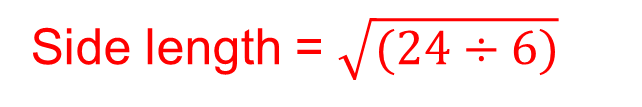 Side length = √(24 ÷ 6)